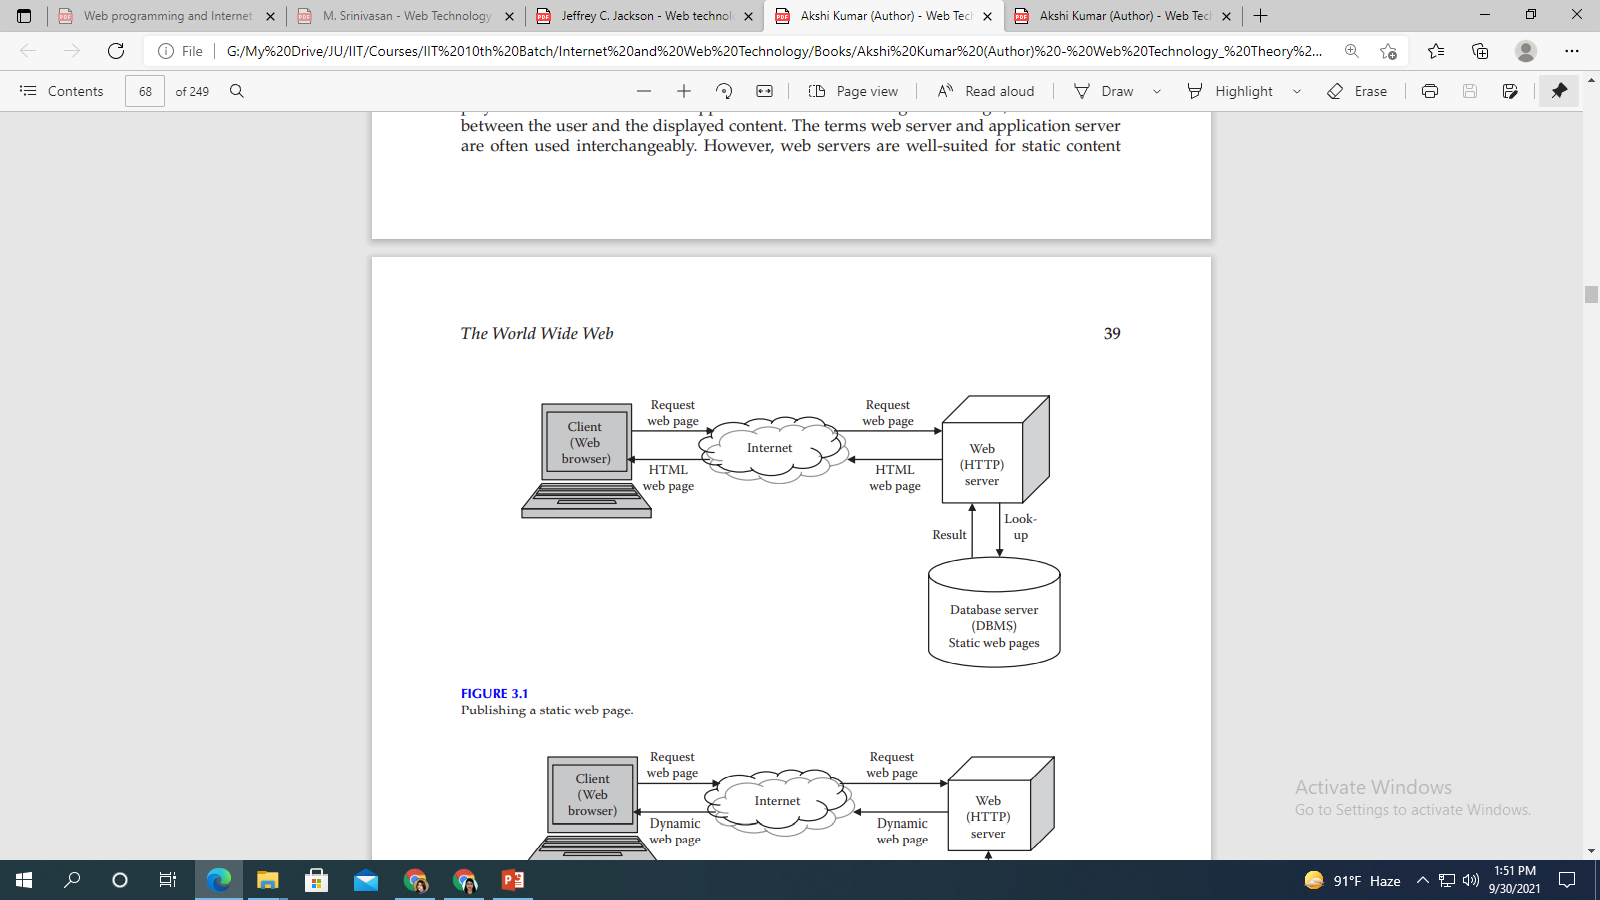 Web programming and Internet
M. Srinivasan - Web Technology
Jeffrey C. Jackson - Web technol
Akshi Kumar (Author) - Web Tec
Akshi Kumar (Author) - Web Tec
File
G:/My%20Drive/JU/IIT/Courses/IIT%2010th%20Batch/Internet%20and%20Web%20Technology/Books/Akshi%20Kumar%20(Author)%20-%20Web%20Technology_%20Theory%2...
Contents
68
of 249
Page view
Read aloud
Draw
Highlight
Erase
between the user and the displayed content. The terms web server and application server
are often used interchangeably. However, web servers are well-suited for static content
The World Wide Web
39
Request
web page
Request
web page
Client
(Web
browser)
Internet
Web
(HTTP)
server
HTML
web page
HTML
web page
Result
Look-
up
Database server
(DBMS)
Static web pages
FIGURE 3.1
Publishing a static web page.
Request
web page
Request
web page
Client
(Web
browser)
Internet
Web
(HTTP)
server
Dynamic
web page
Dynamic
web page
Activate Windows
Go to Settings to activate Windows.
91°F Haze
1:51 PM
9/30/2021